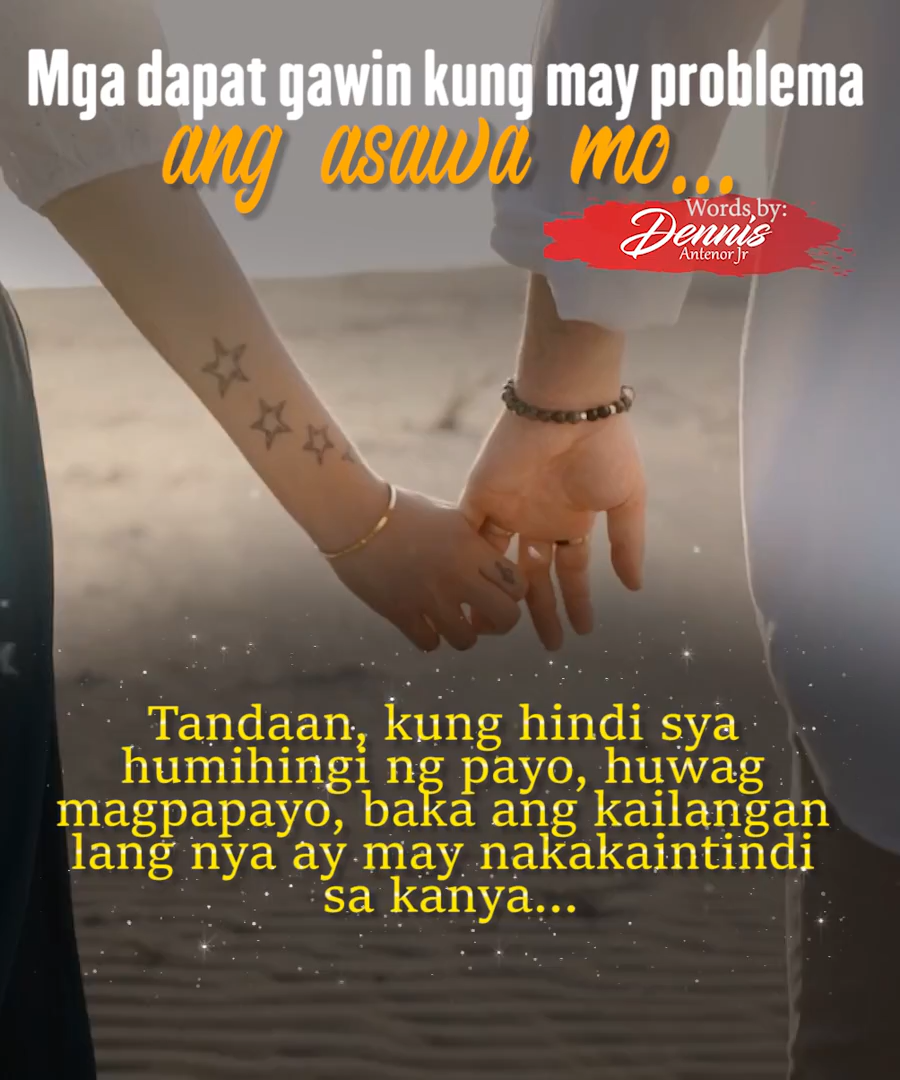 Mga dapat gawin kung may problema
ang asawa mo...
Words by:
Dennis
Antenor Jr
Tandaan, kung hindi sya
humihingi ng payo, huwag
magpapayo, baka ang kailangan
lang nya ay may nakakaintindi
sa kanya...